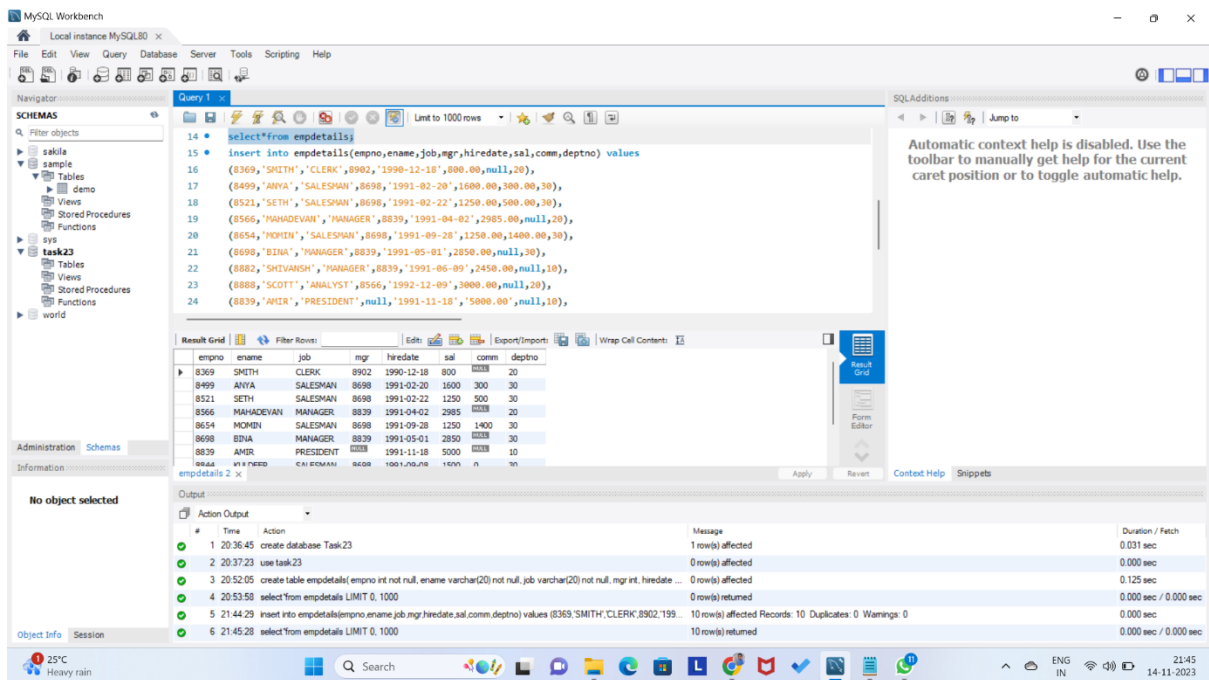 MySQL Workbench
Local instance MySQL80 ×
File Edit View Query Database Server Tools Scripting Help
Navigator
SCHEMAS
Filter objects
sakila
sample
Tables
demo
Views
Stored Procedures
Functions
sys
task23
Tables
Views
Stored Procedures
Functions
world
Administration Schemas
Information
No object selected
Object Info Session
Query 1 ×
Limit to 1000 rows
14 select*from empdetails;
15 insert into empdetails(empno,ename,job,mgr,hiredate,sal,comm,deptno) values
16 (8369,'SMITH','CLERK',8902,'1990-12-18',800.00,null,20),
17 (8499,'ANYA','SALESMAN',8698,'1991-02-20',1600.00,300.00,30),
18 (8521,'SETH','SALESMAN',8698,'1991-02-22',1250.00,500.00,30),
19 (8566,'MAHADEVAN','MANAGER',8839,'1991-04-02',2985.00,null,20),
20 (8654,'MOMIN','SALESMAN',8698,'1991-09-28',1250.00,1400.00,30),
21 (8698,'BINA','MANAGER',8839,'1991-05-01',2850.00,null,30),
22 (8882,'SHIVANSH','MANAGER',8839,'1991-06-09',2450.00,null,10),
23 (8888,'SCOTT','ANALYST',8566,'1992-12-09',3000.00,null,20),
24 (8839,'AMIR','PRESIDENT',null,'1991-11-18','5000.00',null,10),
Result Grid Filter Rows: Edit: Export/Import: Wrap Cell Content:
empno ename job mgr hiredate sal comm deptno
8369 SMITH CLERK 8902 1990-12-18 800 NULL 20
8499 ANYA SALESMAN 8698 1991-02-20 1600 300 30
8521 SETH SALESMAN 8698 1991-02-22 1250 500 30
8566 MAHADEVAN MANAGER 8839 1991-04-02 2985 NULL 20
8654 MOMIN SALESMAN 8698 1991-09-28 1250 1400 30
8698 BINA MANAGER 8839 1991-05-01 2850 NULL 30
8839 AMIR PRESIDENT NULL 1991-11-18 5000 NULL 10
8844 KULDEEP SALESMAN 8698 1991-09-08 1500 0 30
Result Grid
Form Editor
empdetails 2 × Apply Revert
SQLAdditions
Jump to
Automatic context help is disabled. Use the
toolbar to manually get help for the current
caret position or to toggle automatic help.
Context Help Snippets
Output
Action Output
# Time Action Message Duration / Fetch
1 20:36:45 create database Task23 1 row(s) affected 0.031 sec
2 20:37:23 use task23 0 row(s) affected 0.000 sec
3 20:52:05 create table empdetails( empno int not null, ename varchar(20) not null, job varchar(20) not null, mgr int, hiredate ... 0 row(s) affected 0.125 sec
4 20:53:58 select*from empdetails LIMIT 0, 1000 0 row(s) returned 0.000 sec / 0.000 sec
5 21:44:29 insert into empdetails(empno,ename,job,mgr,hiredate,sal,comm,deptno) values (8369,'SMITH','CLERK',8902,'199... 10 row(s) affected Records: 10 Duplicates: 0 Warnings: 0 0.000 sec
6 21:45:28 select*from empdetails LIMIT 0, 1000 10 row(s) returned 0.000 sec / 0.000 sec
1
25°C
Heavy rain
Search
L
ENG
IN
21:45
14-11-2023